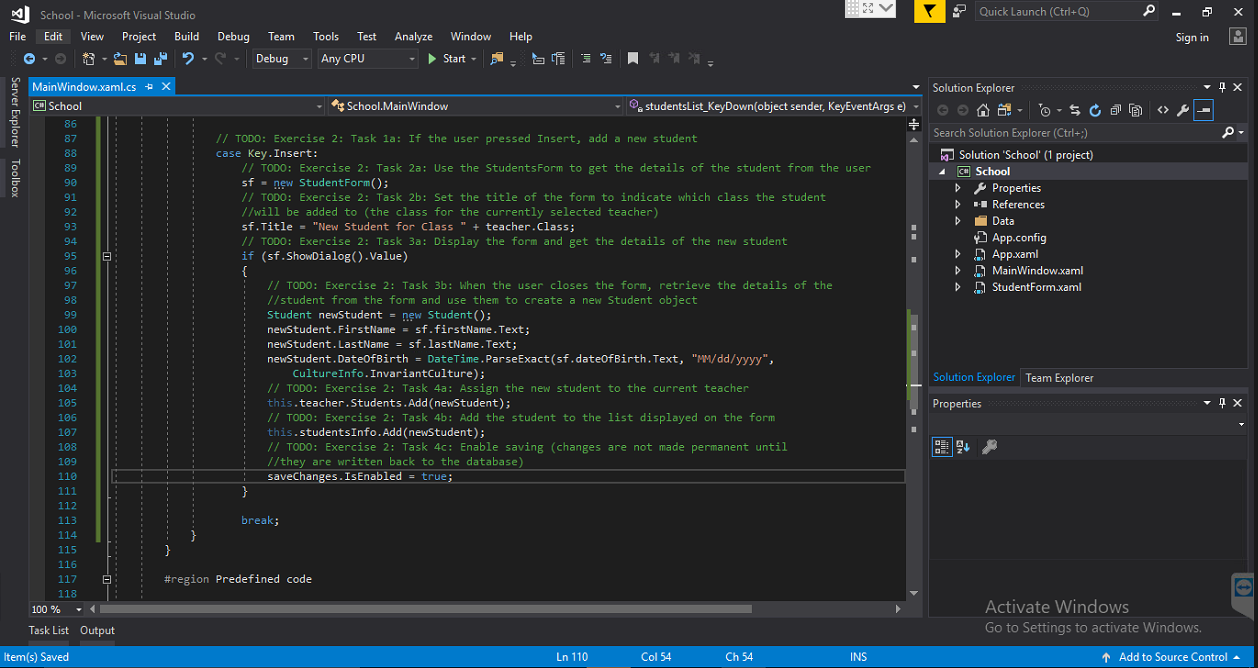 School - Microsoft Visual Studio
Quick Launch (Ctrl+Q)
File Edit View Project Build Debug Team Tools Test Analyze Window Help
Sign in
Debug Any CPU Start
Server Explorer
Toolbox
MainWindow.xaml.cs
School School.MainWindow studentsList_KeyDown(object sender, KeyEventArgs e)
86
87 // TODO: Exercise 2: Task 1a: If the user pressed Insert, add a new student
88 case Key.Insert:
89 // TODO: Exercise 2: Task 2a: Use the StudentsForm to get the details of the student from the user
90 sf = new StudentForm();
91 // TODO: Exercise 2: Task 2b: Set the title of the form to indicate which class the student
92 //will be added to (the class for the currently selected teacher)
93 sf.Title = "New Student for Class " + teacher.Class;
94 // TODO: Exercise 2: Task 3a: Display the form and get the details of the new student
95 if (sf.ShowDialog().Value)
96 {
97 // TODO: Exercise 2: Task 3b: When the user closes the form, retrieve the details of the
98 //student from the form and use them to create a new Student object
99 Student newStudent = new Student();
100 newStudent.FirstName = sf.firstName.Text;
101 newStudent.LastName = sf.lastName.Text;
102 newStudent.DateOfBirth = DateTime.ParseExact(sf.dateOfBirth.Text, "MM/dd/yyyy",
103 CultureInfo.InvariantCulture);
104 // TODO: Exercise 2: Task 4a: Assign the new student to the current teacher
105 this.teacher.Students.Add(newStudent);
106 // TODO: Exercise 2: Task 4b: Add the student to the list displayed on the form
107 this.studentsInfo.Add(newStudent);
108 // TODO: Exercise 2: Task 4c: Enable saving (changes are not made permanent until
109 //they are written back to the database)
110 saveChanges.IsEnabled = true;
111 }
112
113 break;
114 }
115 }
116
117 #region Predefined code
118
100 %
Task List Output
Solution Explorer
Search Solution Explorer (Ctrl+;)
Solution 'School' (1 project)
C# School
Properties
References
Data
App.config
App.xaml
MainWindow.xaml
StudentForm.xaml
Solution Explorer Team Explorer
Properties
Activate Windows
Go to Settings to activate Windows.
Item(s) Saved Ln 110 Col 54 Ch 54 INS Add to Source Control